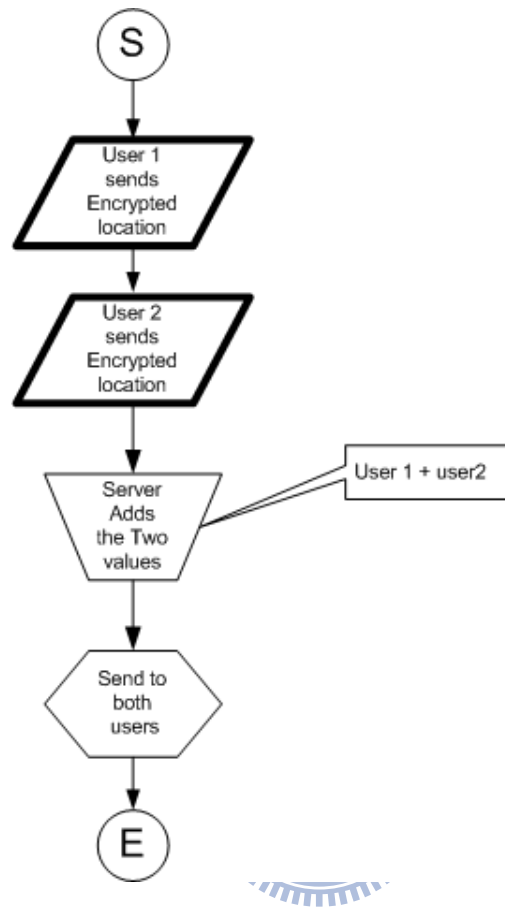 S
User 1
sends
Encrypted
location
User 2
sends
Encrypted
location
Server
Adds
the Two
values
User 1 + user2
Send to
both
users
E